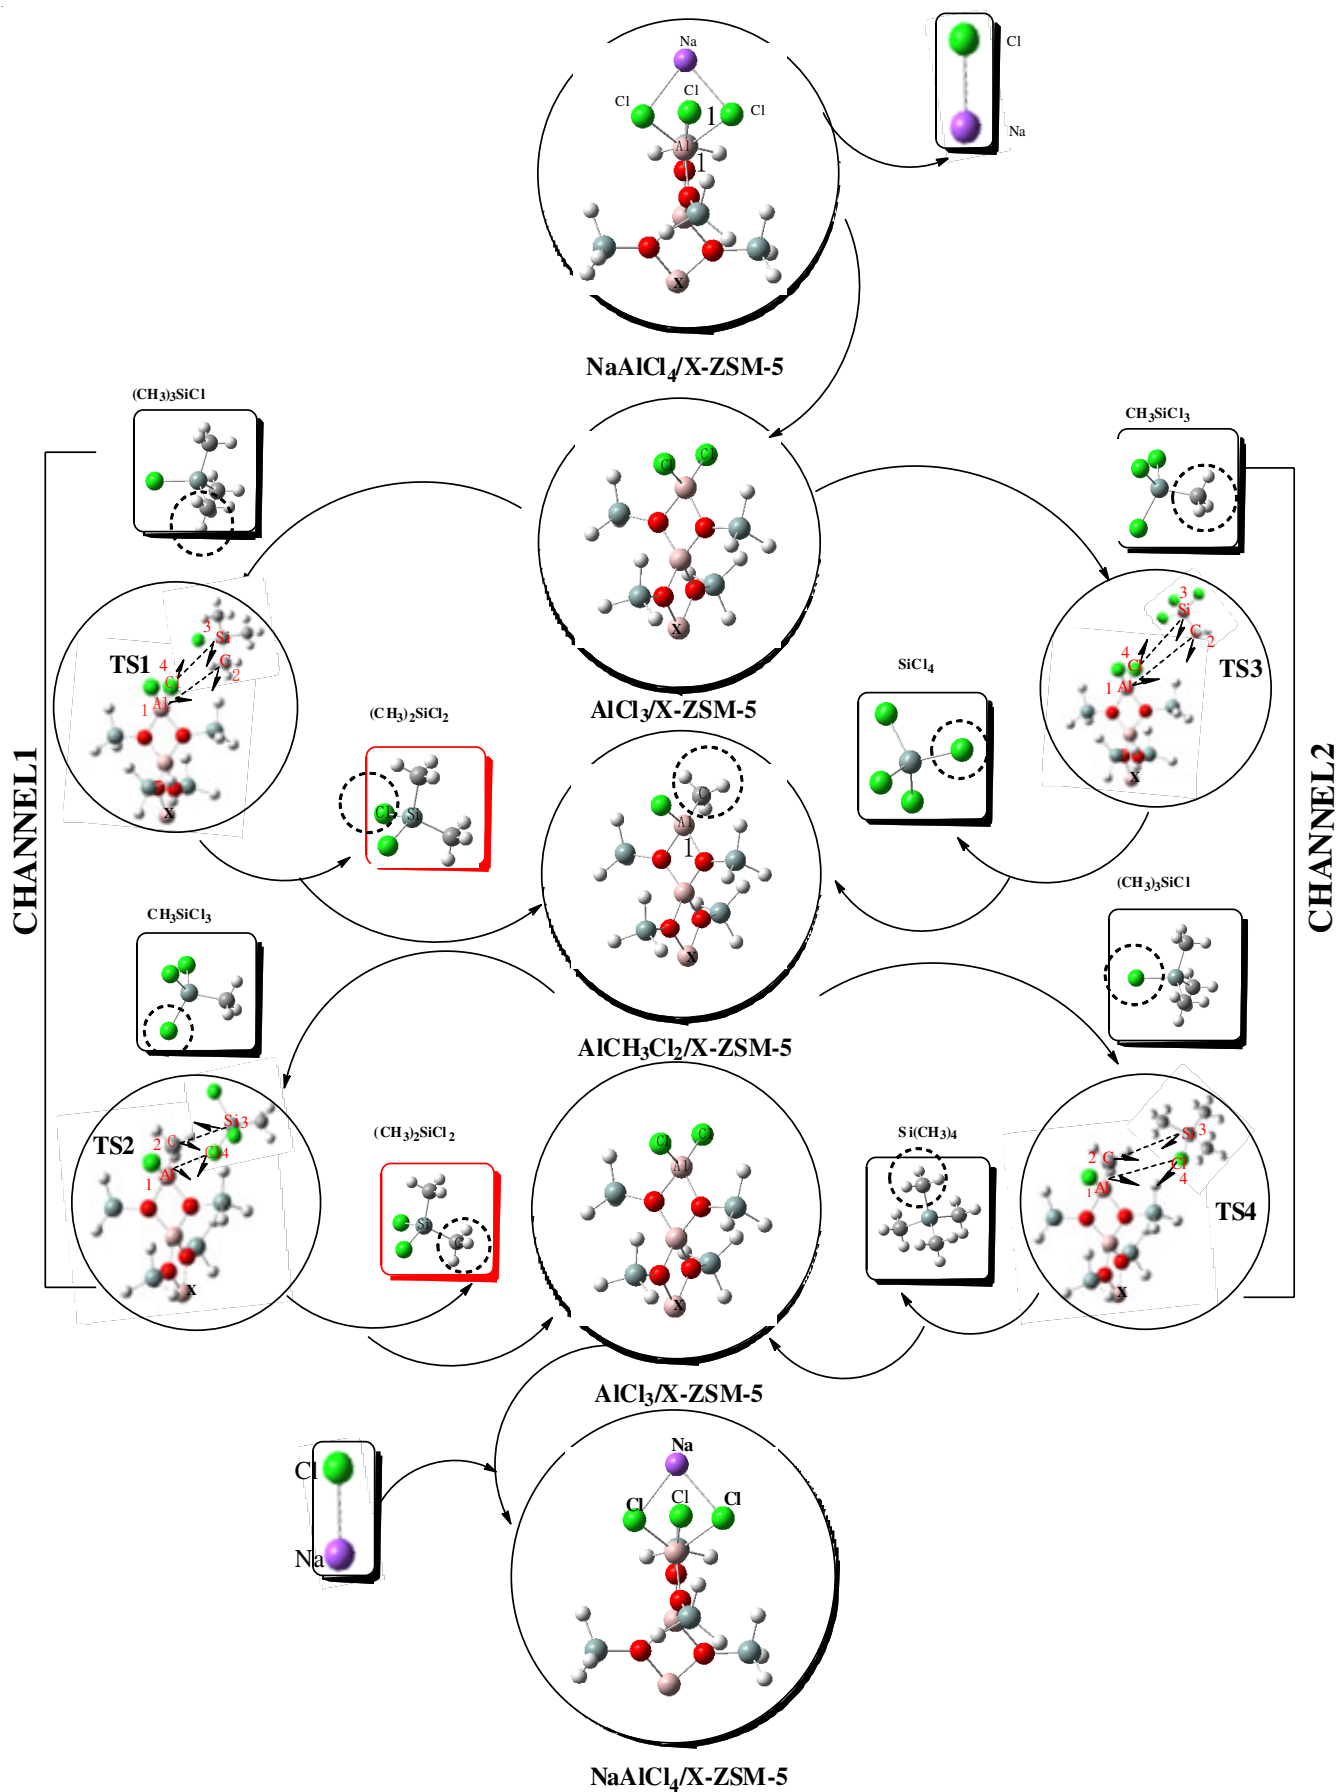 Na
Cl
Cl
Cl
1
Al
1
X
Cl
Na
NaAlCl4/X-ZSM-5
(CH3)3SiCl
CH3SiCl3
Cl
Cl
X
AlCl3/X-ZSM-5
CHANNEL1
CHANNEL2
TS1
3
Si
C
2
4
Cl
1
Al
X
TS3
3
Si
C
2
4
Cl
1
Al
X
(CH3)2SiCl2
Cl
Si
SiCl4
C
Al
1
X
AlCH3Cl2/X-ZSM-5
CH3SiCl3
(CH3)3SiCl
TS2
Si
3
2
C
Cl
4
1
Al
X
(CH3)2SiCl2
Si
C
Cl
Cl
Al
X
AlCl3/X-ZSM-5
Si(CH3)4
TS4
Si
3
2
C
Cl
4
1
Al
X
Cl
Na
Na
Cl
Cl
Cl
NaAlCl4/X-ZSM-5